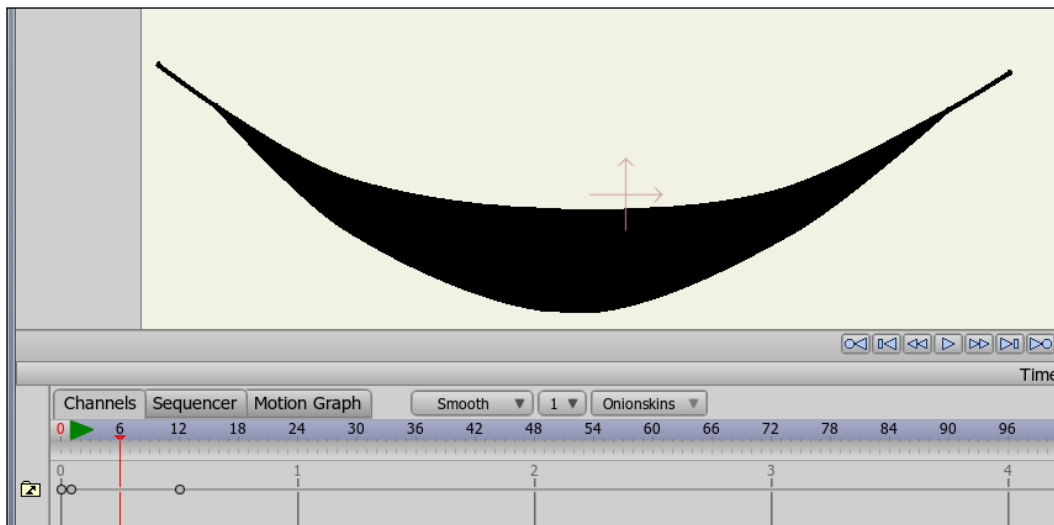 Time
Channels Sequencer Motion Graph Smooth 1 Onionskins
0 6 12 18 24 30 36 42 48 54 60 66 72 78 84 90 96
0 1 2 3 4